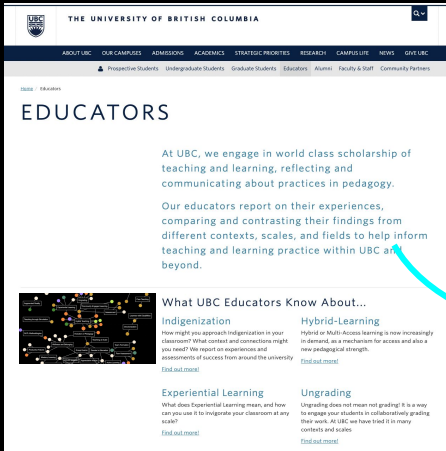 UBC
THE UNIVERSITY OF BRITISH COLUMBIA
ABOUT UBC OUR CAMPUSES ADMISSIONS ACADEMICS STRATEGIC PRIORITIES RESEARCH CAMPUS LIFE NEWS GIVE UBC
Prospective Students Undergraduate Students Graduate Students Educators Alumni Faculty & Staff Community Partners
Home / Educators
EDUCATORS
At UBC, we engage in world class scholarship of
teaching and learning, reflecting and
communicating about practices in pedagogy.
Our educators report on their experiences,
comparing and contrasting their findings from
different contexts, scales, and fields to help inform
teaching and learning practice within UBC and
beyond.
What UBC Educators Know About...
Indigenization
How might you approach Indigenization in your
classroom? What context and connections might
you need? We report on experiences and
assessments of success from around the university
Find out more!
Hybrid-Learning
Hybrid or Multi-Access learning is now increasingly
in demand, as a mechanism for access and also a
new pedagogical strength.
Find out more!
Experiential Learning
What does Experiential Learning mean, and how
can you use it to invigorate your classroom at any
scale?
Find out more!
Ungrading
Ungrading does not mean not grading! It is a way
to engage your students in collaboratively grading
their work. At UBC we have tried it in many
contexts and scales
Find out more!